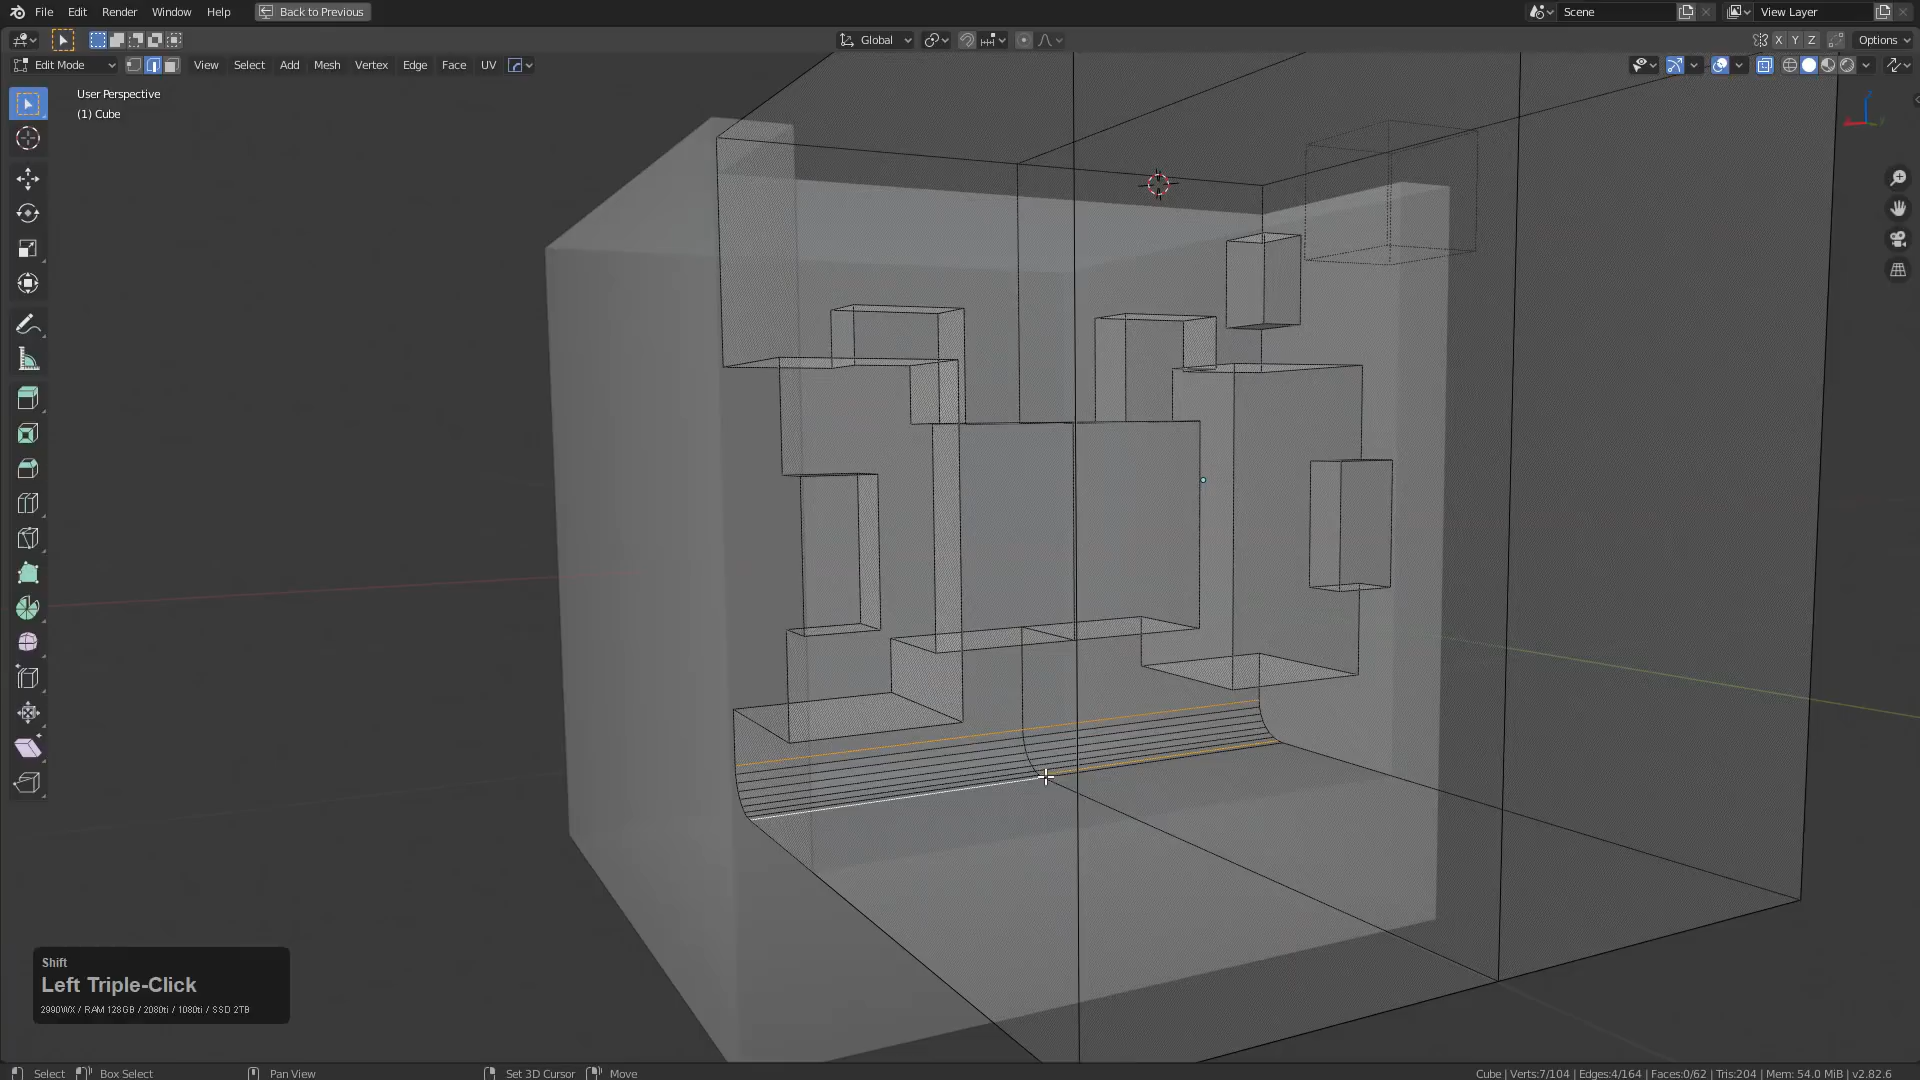 File Edit Render Window Help Back to Previous Scene View Layer
Global X Y Z Options
Edit Mode View Select Add Mesh Vertex Edge Face UV
User Perspective
(1) Cube
Shift
Left Triple-Click
2990WX / RAM 128GB / 2080ti / 1080ti / SSD 2TB
Select Box Select Pan View Set 3D Cursor Move Cube | Verts:7/104 | Edges:4/164 | Faces:0/62 | Tris:204 | Mem: 54.0 MiB | v2.82.6